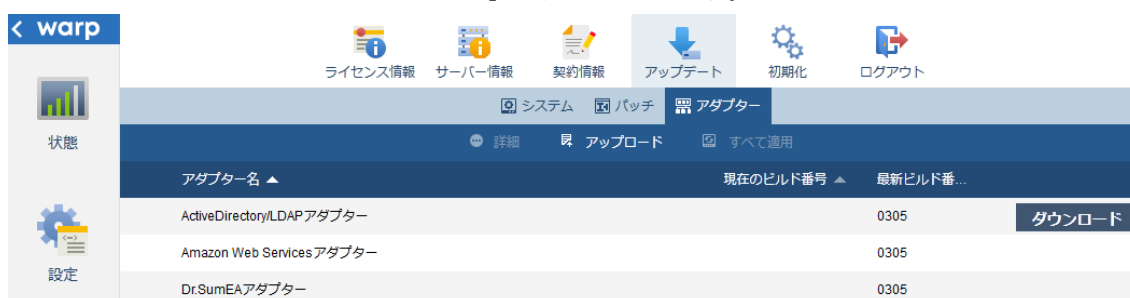 warp
ライセンス情報 サーバー情報 契約情報 アップデート 初期化 ログアウト
システム パッチ アダプター
状態
詳細 アップロード すべて適用
アダプター名 ▲ 現在のビルド番号 ▲ 最新ビルド番...
ActiveDirectory/LDAPアダプター 0305 ダウンロード
Amazon Web Servicesアダプター 0305
設定
Dr.SumEAアダプター 0305